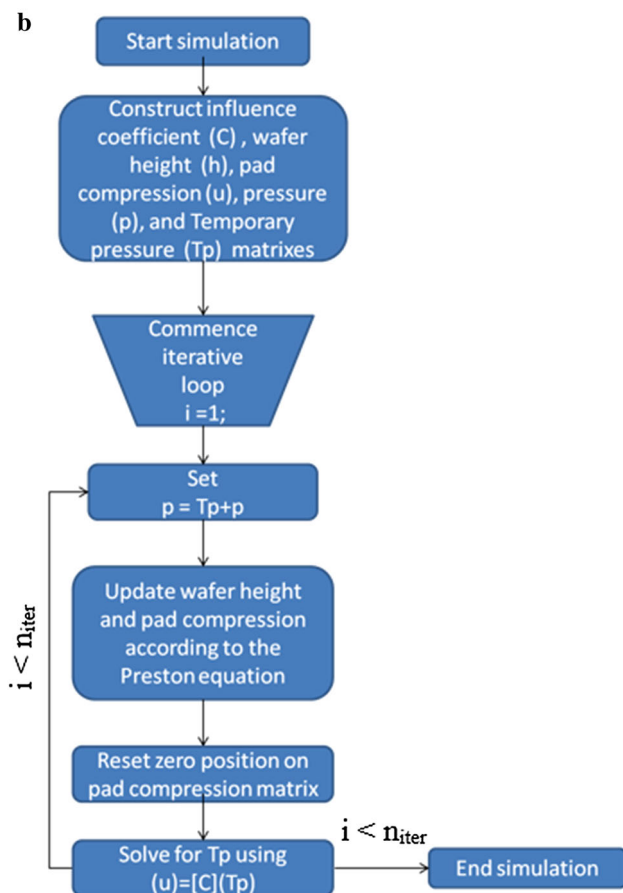 b
Start simulation
Construct influence
coefficient (C) , wafer
height (h), pad
compression (u), pressure
(p), and Temporary
pressure (Tp) matrixes
Commence
iterative
loop
i =1;
Set
p = Tp+p
Update wafer height
and pad compression
according to the
Preston equation
i < niter
Reset zero position on
pad compression matrix
Solve for Tp using
(u)=[C](Tp)
i < niter
End simulation